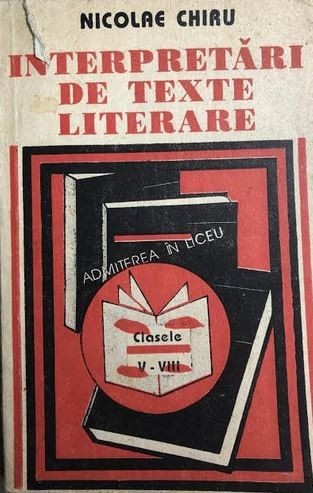 NICOLAE CHIRU
INTERPRETĂRI
DE TEXTE
LITERARE
ADMITEREA ÎN LICEU
Clasele
V-VIII